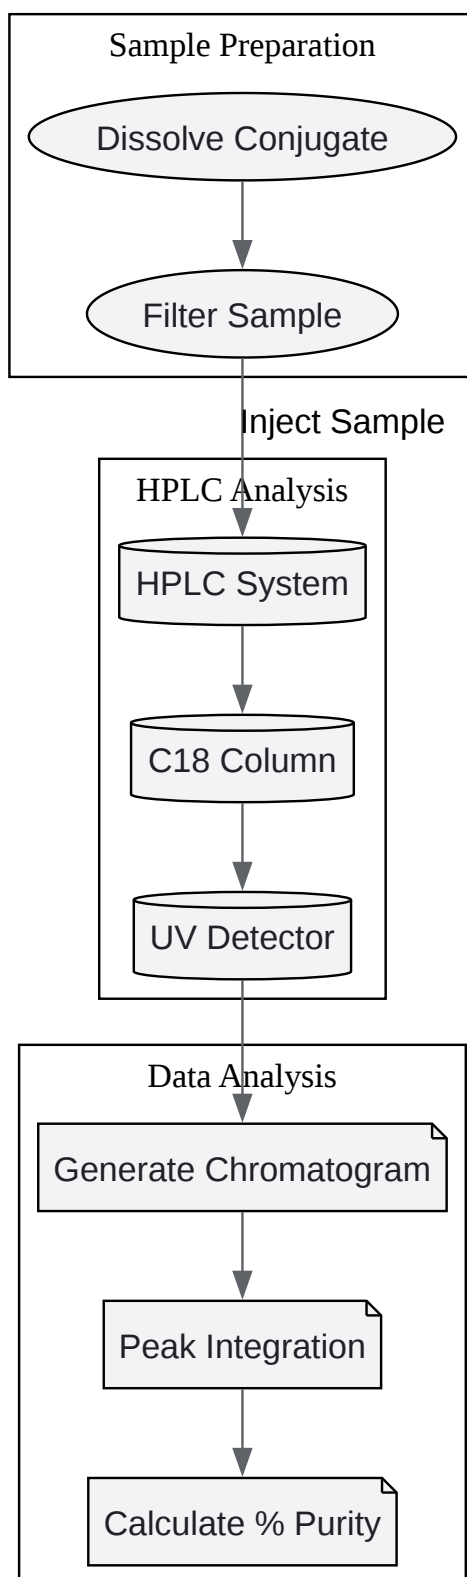 Sample Preparation
Dissolve Conjugate
Filter Sample
Inject Sample
HPLC Analysis
HPLC System
C18 Column
UV Detector
Data Analysis
Generate Chromatogram
Peak Integration
Calculate % Purity